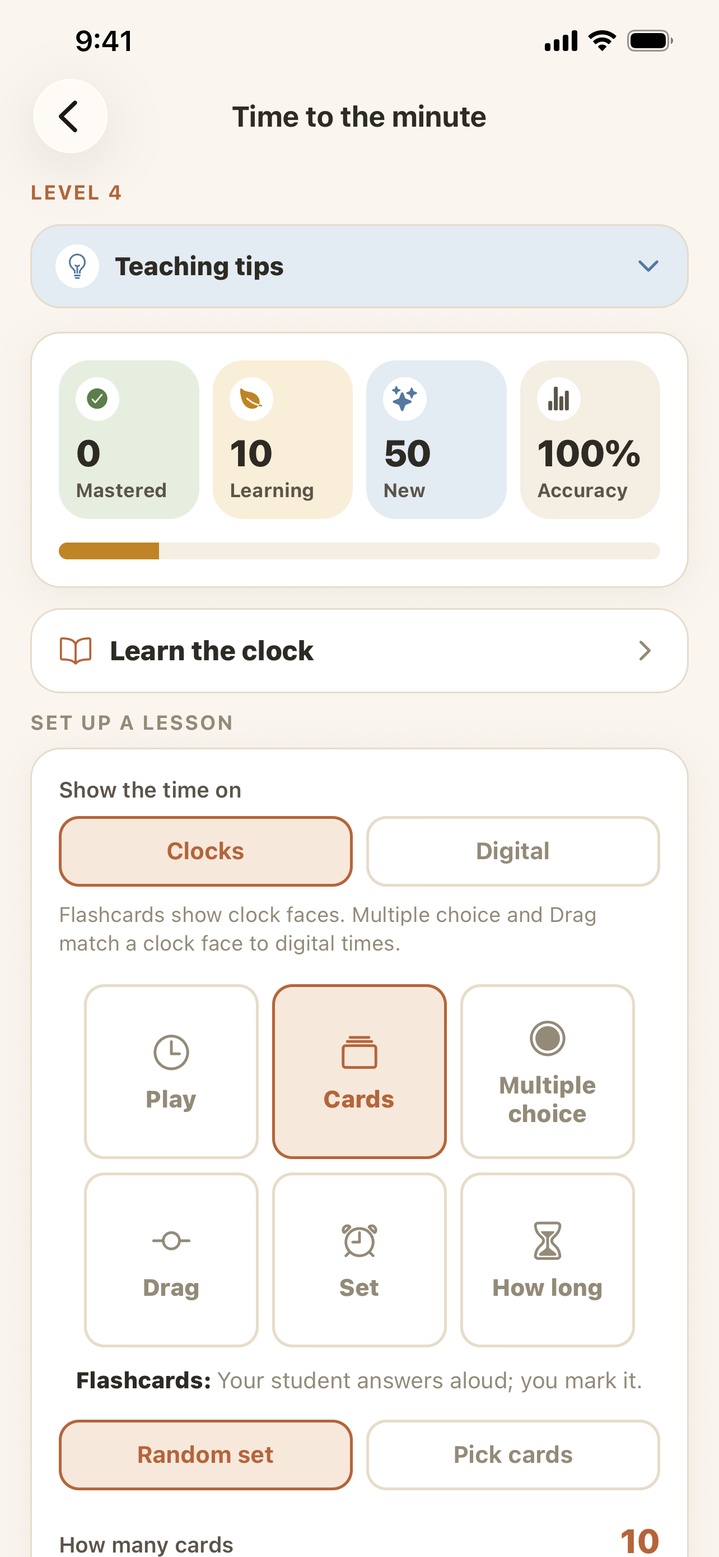 9:41
Time to the minute
LEVEL 4
Teaching tips
0
Mastered
10
Learning
50
New
100%
Accuracy
Learn the clock
SET UP A LESSON
Show the time on
Clocks
Digital
Flashcards show clock faces. Multiple choice and Drag
match a clock face to digital times.
Play
Cards
Multiple
choice
Drag
Set
How long
Flashcards: Your student answers aloud; you mark it.
Random set
Pick cards
How many cards
10